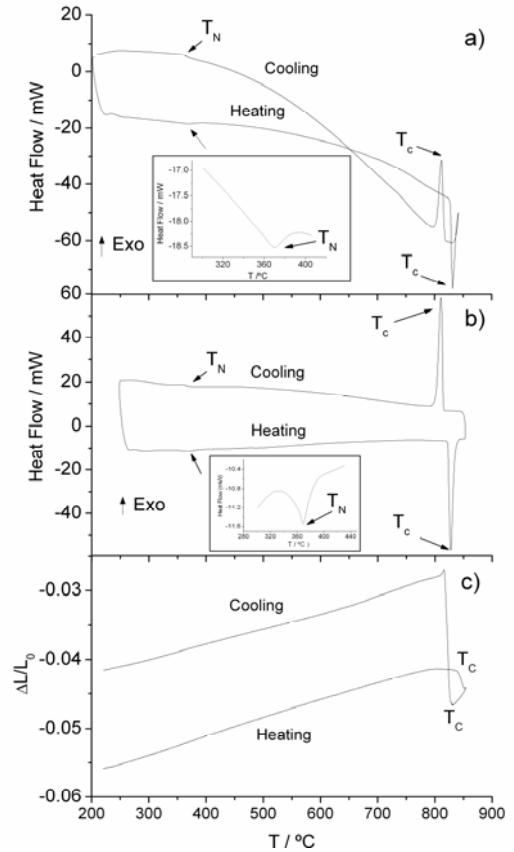 a)
T_N
Cooling
Heating
T_c
T_c
Heat Flow / mW
20
0
-20
-40
-60
Exo
-17.0
-17.5
-18.0
-18.5
Heat Flow / mW
T_N
320
360
400
T /ºC
60
40
20
0
-20
-40
Heat Flow / mW
b)
T_c
T_N
Cooling
Heating
Exo
T_c
-10.4
-11.0
-11.6
Heat Flow (mW)
T_N
280
320
360
400
440
T / (ºC )
c)
-0.03
-0.04
-0.05
-0.06
ΔL/L_0
Cooling
Heating
T_C
T_C
200
300
400
500
600
700
800
900
T / ºC